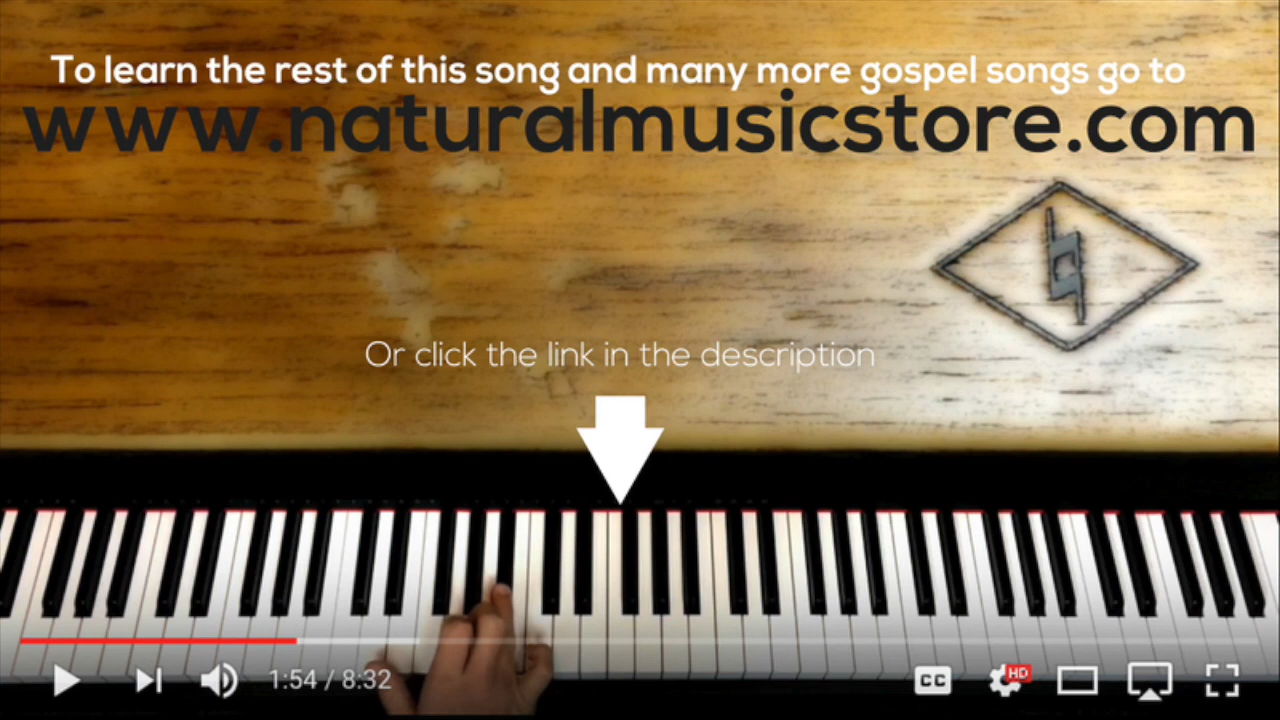 To learn the rest of this song and many more gospel songs go to
www.naturalmusicstore.com
Or click the link in the description
1:54 / 8:32
CC
HD